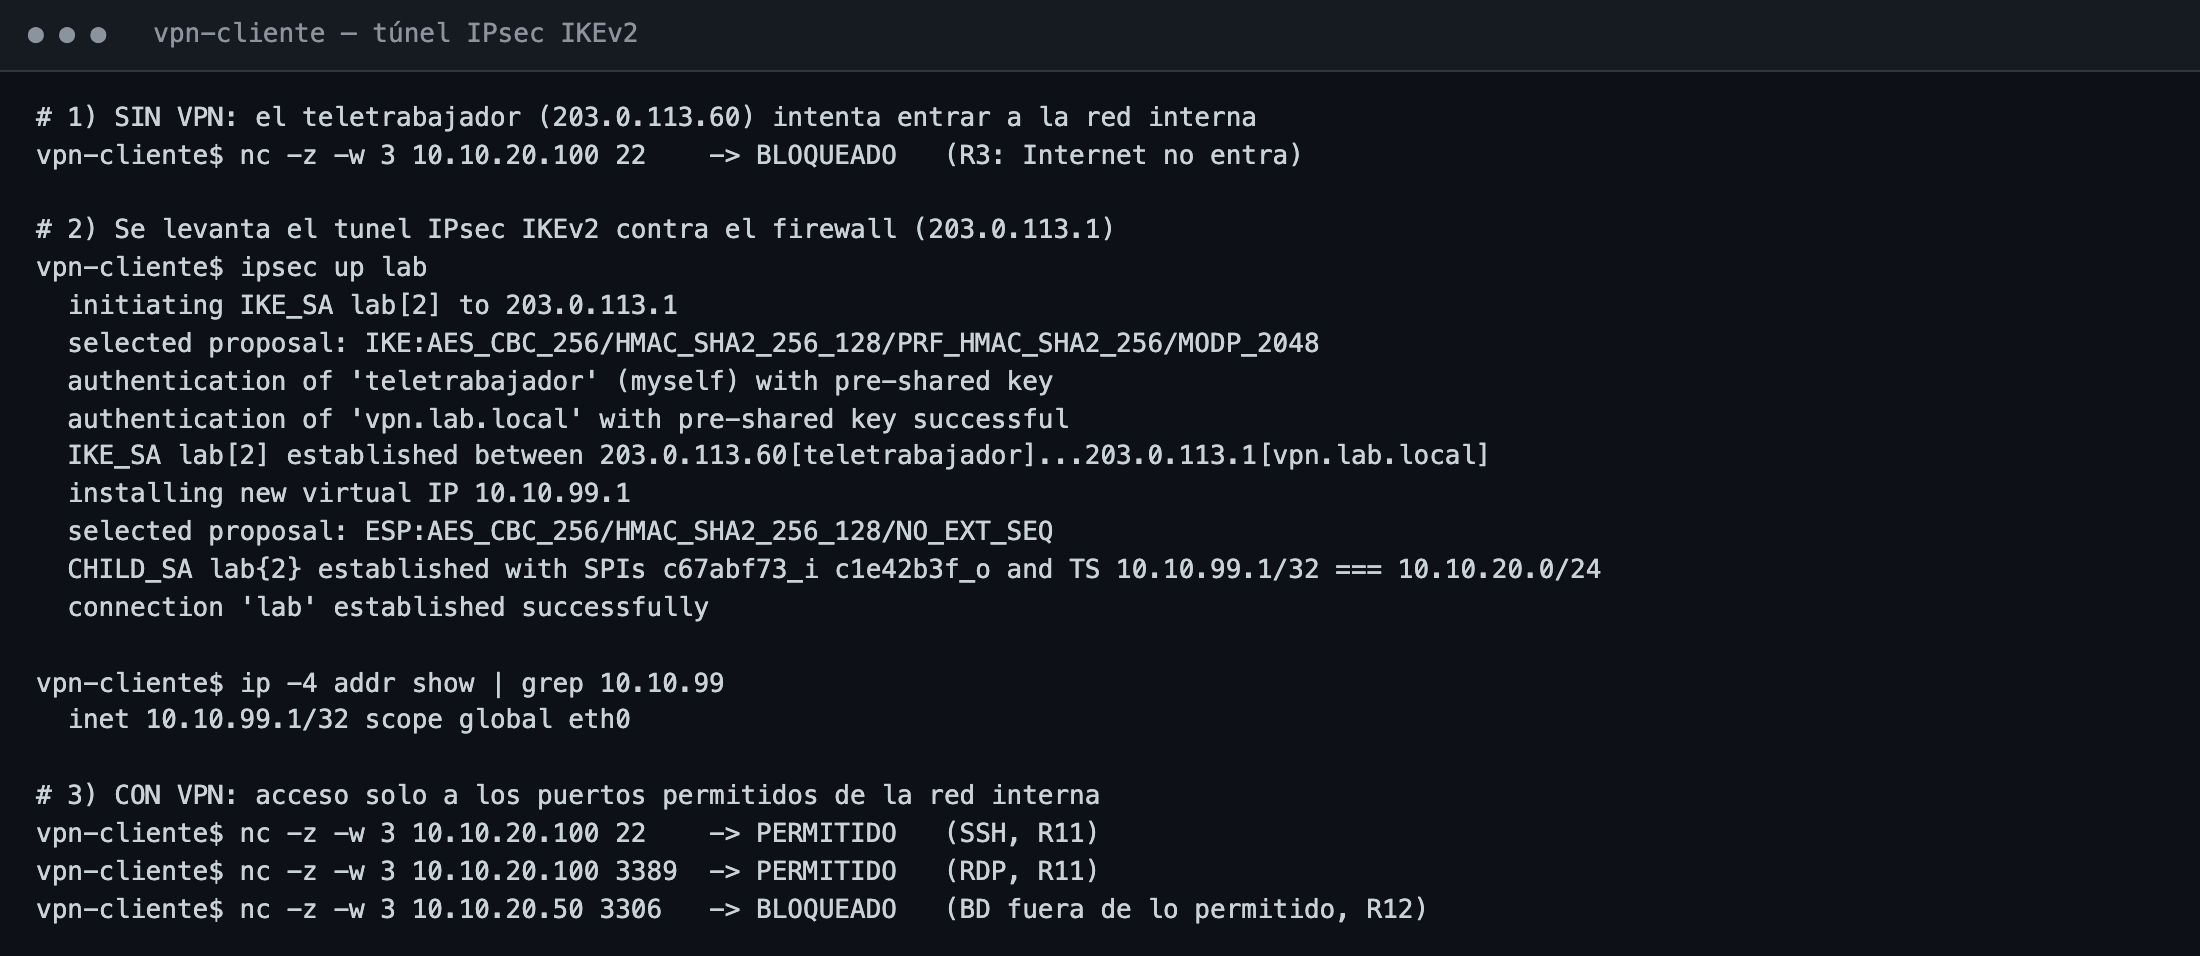 vpn-cliente — túnel IPsec IKEv2
# 1) SIN VPN: el teletrabajador (203.0.113.60) intenta entrar a la red interna
vpn-cliente$ nc -z -w 3 10.10.20.100 22    -> BLOQUEADO   (R3: Internet no entra)
# 2) Se levanta el tunel IPsec IKEv2 contra el firewall (203.0.113.1)
vpn-cliente$ ipsec up lab
  initiating IKE_SA lab[2] to 203.0.113.1
  selected proposal: IKE:AES_CBC_256/HMAC_SHA2_256_128/PRF_HMAC_SHA2_256/MODP_2048
  authentication of 'teletrabajador' (myself) with pre-shared key
  authentication of 'vpn.lab.local' with pre-shared key successful
  IKE_SA lab[2] established between 203.0.113.60[teletrabajador]...203.0.113.1[vpn.lab.local]
  installing new virtual IP 10.10.99.1
  selected proposal: ESP:AES_CBC_256/HMAC_SHA2_256_128/NO_EXT_SEQ
  CHILD_SA lab{2} established with SPIs c67abf73_i c1e42b3f_o and TS 10.10.99.1/32 === 10.10.20.0/24
  connection 'lab' established successfully
vpn-cliente$ ip -4 addr show | grep 10.10.99
  inet 10.10.99.1/32 scope global eth0
# 3) CON VPN: acceso solo a los puertos permitidos de la red interna
vpn-cliente$ nc -z -w 3 10.10.20.100 22    -> PERMITIDO   (SSH, R11)
vpn-cliente$ nc -z -w 3 10.10.20.100 3389  -> PERMITIDO   (RDP, R11)
vpn-cliente$ nc -z -w 3 10.10.20.50 3306   -> BLOQUEADO   (BD fuera de lo permitido, R12)